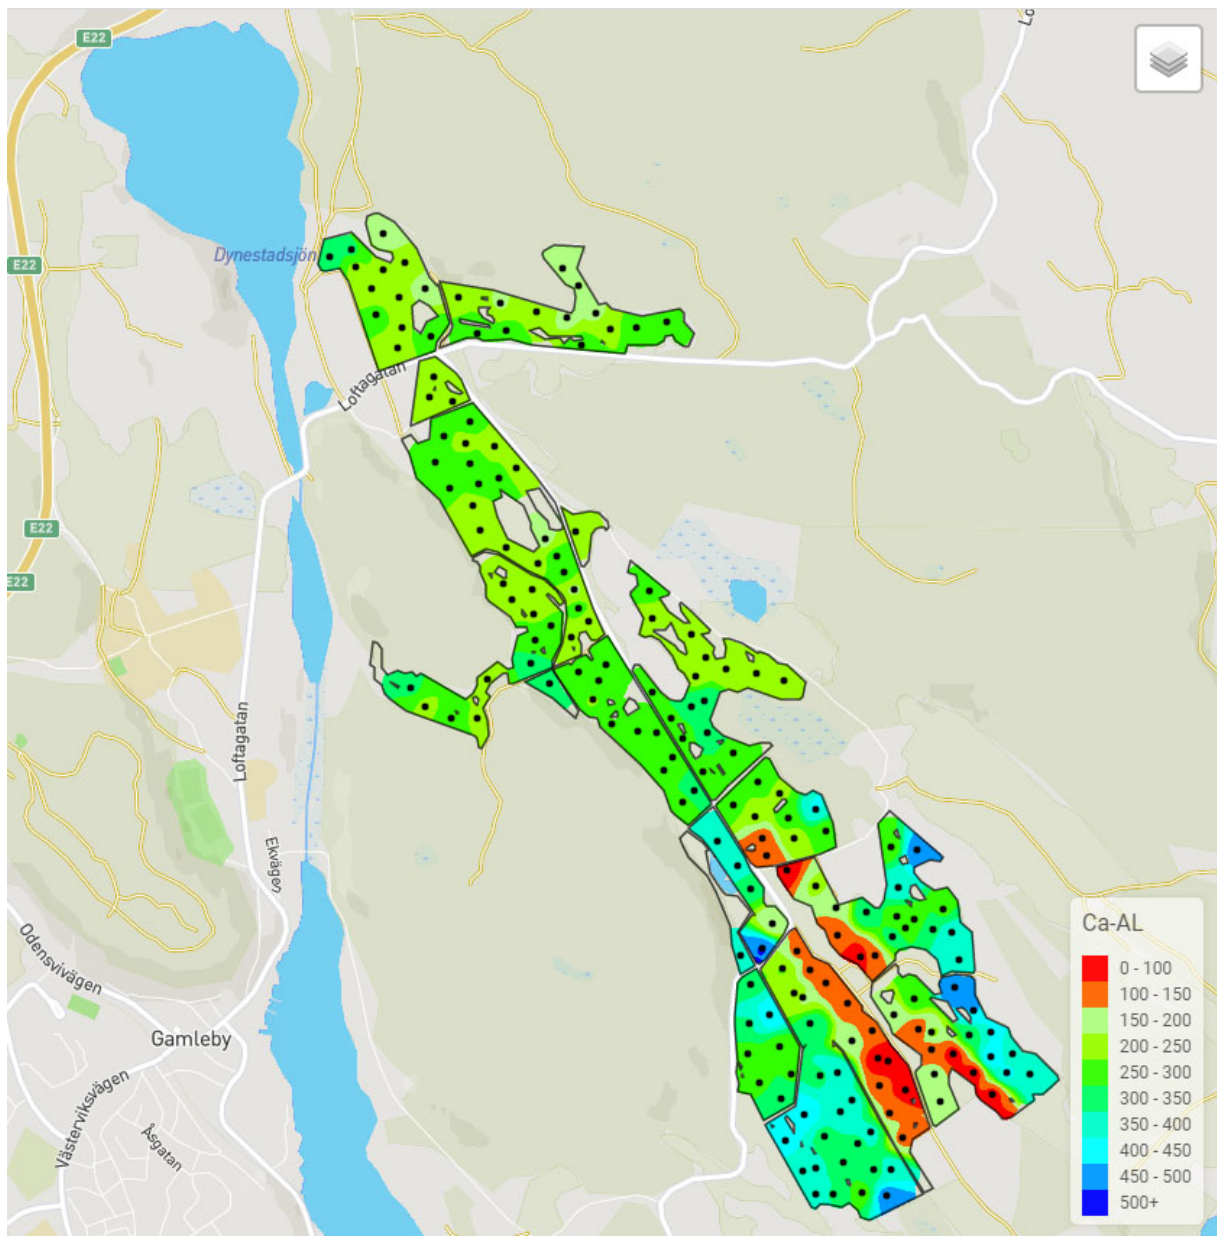 E22
Lo
Dynestadsjön
E22
Loftagatan
E22
E22
Loftagatan
Ekvägen
Odensvivägen
Gamleby
Västerviksvägen
Åsgatan
Ca-AL
0 - 100
100 - 150
150 - 200
200 - 250
250 - 300
300 - 350
350 - 400
400 - 450
450 - 500
500+